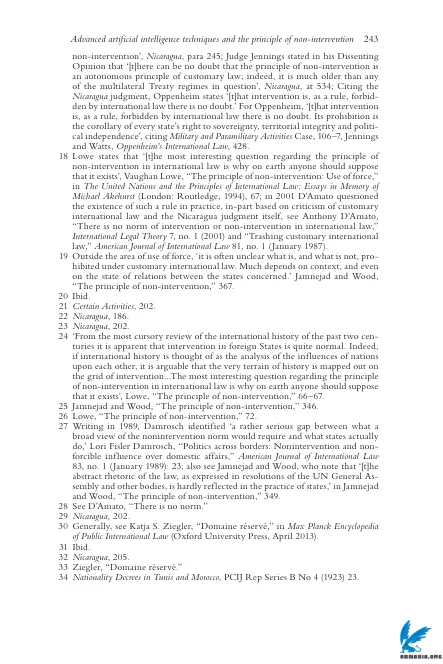 Advanced artificial intelligence techniques and the principle of non-intervention 243
non-intervention', Nicaragua, para 245; Judge Jennings stated in his Dissenting
Opinion that '[t]here can be no doubt that the principle of non-intervention is
an autonomous principle of customary law; indeed, it is much older than any
of the multilateral Treaty regimes in question', Nicaragua, at 534; Citing the
Nicaragua judgment, Oppenheim states '[t]hat intervention is, as a rule, forbid-
den by international law there is no doubt.' For Oppenheim, '[t]hat intervention
is, as a rule, forbidden by international law there is no doubt. Its prohibition is
the corollary of every state's right to sovereignty, territorial integrity and politi-
cal independence', citing Military and Paramilitary Activities Case, 106–7, Jennings
and Watts, Oppenheim's International Law, 428.
18 Lowe states that '[t]he most interesting question regarding the principle of
non-intervention in international law is why on earth anyone should suppose
that it exists', Vaughan Lowe, "The principle of non-intervention: Use of force,"
in The United Nations and the Principles of International Law: Essays in Memory of
Michael Akehurst (London: Routledge, 1994), 67; in 2001 D'Amato questioned
the existence of such a rule in practice, in-part based on criticism of customary
international law and the Nicaragua judgment itself, see Anthony D'Amato,
"There is no norm of intervention or non-intervention in international law,"
International Legal Theory 7, no. 1 (2001) and "Trashing customary international
law," American Journal of International Law 81, no. 1 (January 1987).
19 Outside the area of use of force, 'it is often unclear what is, and what is not, pro-
hibited under customary international law. Much depends on context, and even
on the state of relations between the states concerned.' Jamnejad and Wood,
"The principle of non-intervention," 367.
20 Ibid.
21 Certain Activities, 202.
22 Nicaragua, 186.
23 Nicaragua, 202.
24 'From the most cursory review of the international history of the past two cen-
turies it is apparent that intervention in foreign States is quite normal. Indeed,
if international history is thought of as the analysis of the influences of nations
upon each other, it is arguable that the very terrain of history is mapped out on
the grid of intervention...The most interesting question regarding the principle
of non-intervention in international law is why on earth anyone should suppose
that it exists', Lowe, "The principle of non-intervention," 66–67.
25 Jamnejad and Wood, "The principle of non-intervention," 346.
26 Lowe, "The principle of non-intervention," 72.
27 Writing in 1989, Damrosch identified 'a rather serious gap between what a
broad view of the nonintervention norm would require and what states actually
do,' Lori Fisler Damrosch, "Politics across borders: Nonintervention and non-
forcible influence over domestic affairs," American Journal of International Law
83, no. 1 (January 1989): 23; also see Jamnejad and Wood, who note that '[t]he
abstract rhetoric of the law, as expressed in resolutions of the UN General As-
sembly and other bodies, is hardly reflected in the practice of states,' in Jamnejad
and Wood, "The principle of non-intervention," 349.
28 See D'Amato, "There is no norm."
29 Nicaragua, 202.
30 Generally, see Katja S. Ziegler, "Domaine réservé," in Max Planck Encyclopedia
of Public International Law (Oxford University Press, April 2013).
31 Ibid.
32 Nicaragua, 205.
33 Ziegler, "Domaine réservé."
34 Nationality Decrees in Tunis and Morocco, PCIJ Rep Series B No 4 (1923) 23.